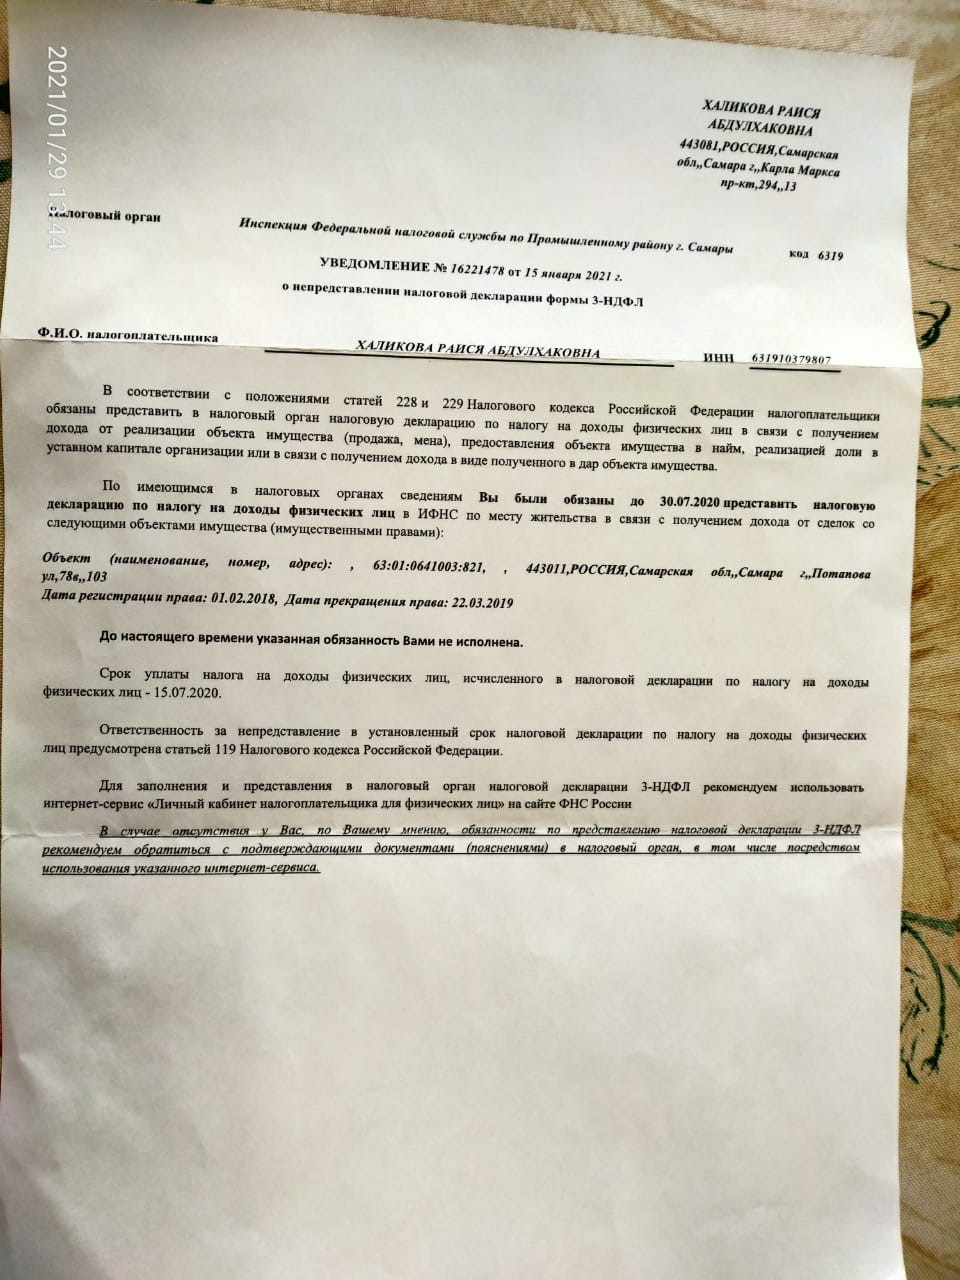 2021/01/29 13:44
ХАЛИКОВА РАИСЯ
АБДУЛХАКОВНА
443081,РОССИЯ,Самарская
обл,,Самара г,,Карла Маркса
пр-кт,294,,13
Налоговый орган
Инспекция Федеральной налоговой службы по Промышленному району г. Самары код 6319
УВЕДОМЛЕНИЕ № 16221478 от 15 января 2021 г.
о непредставлении налоговой декларации формы 3-НДФЛ
Ф.И.О. налогоплательщика ХАЛИКОВА РАИСЯ АБДУЛХАКОВНА ИНН 631910379807
В соответствии с положениями статей 228 и 229 Налогового кодекса Российской Федерации налогоплательщики
обязаны представить в налоговый орган налоговую декларацию по налогу на доходы физических лиц в связи с получением
дохода от реализации объекта имущества (продажа, мена), предоставления объекта имущества в найм, реализацией доли в
уставном капитале организации или в связи с получением дохода в виде полученного в дар объекта имущества.
По имеющимся в налоговых органах сведениям Вы были обязаны до 30.07.2020 представить налоговую
декларацию по налогу на доходы физических лиц в ИФНС по месту жительства в связи с получением дохода от сделок со
следующими объектами имущества (имущественными правами):
Объект (наименование, номер, адрес): , 63:01:0641003:821, , 443011,РОССИЯ,Самарская обл,,Самара г,,Потапова
ул,78в,,103
Дата регистрации права: 01.02.2018, Дата прекращения права: 22.03.2019
До настоящего времени указанная обязанность Вами не исполнена.
Срок уплаты налога на доходы физических лиц, исчисленного в налоговой декларации по налогу на доходы
физических лиц - 15.07.2020.
Ответственность за непредставление в установленный срок налоговой декларации по налогу на доходы физических
лиц предусмотрена статьей 119 Налогового кодекса Российской Федерации.
Для заполнения и представления в налоговый орган налоговой декларации 3-НДФЛ рекомендуем использовать
интернет-сервис «Личный кабинет налогоплательщика для физических лиц» на сайте ФНС России
В случае отсутствия у Вас, по Вашему мнению, обязанности по представлению налоговой декларации 3-НДФЛ
рекомендуем обратиться с подтверждающими документами (пояснениями) в налоговый орган, в том числе посредством
использования указанного интернет-сервиса.